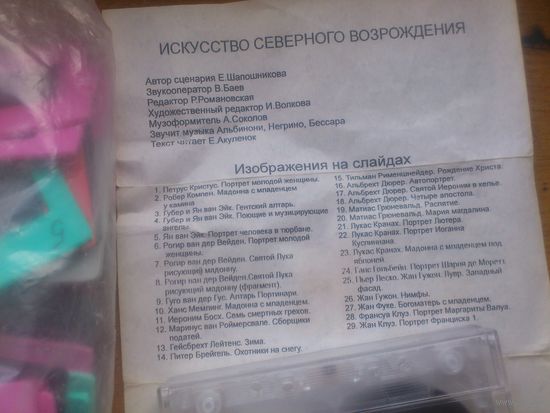 ИСКУССТВО СЕВЕРНОГО ВОЗРОЖДЕНИЯ
Автор сценария Е.Шапошникова
Звукооператор В.Баев
Редактор Р.Романовская
Художественный редактор И.Волкова
Музоформитель А.Соколов
Звучит музыка Альбинони, Негрино, Бессара
Текст читает Е.Акуленок
Изображения на слайдах
1. Петрус Кристус. Портрет молодой женщины.
2. Робер Компен. Мадонна с младенцем
у камина
3. Губер и Ян ван Эйк. Гентский алтарь.
4. Губер и Ян ван Эйк. Поющие и музицирующие
ангелы.
5. Ян ван Эйк. Портрет человека в тюрбане.
6. Рогир ван дер Вейден. Портрет молодой
женщины.
7. Рогир ван дер Вейден. Святой Лука
рисующий мадонну.
8. Рогир ван дер Вейден. Святой Лука
рисующий мадонну (фрагмент).
9. Гуго ван дер Гус. Алтарь Портинари.
10. Ханс Мемлинг. Мадонна с младенцем.
11. Иероним Босх. Семь смертных грехов.
12. Маринус ван Роймерсвале. Сборщики
податей.
13. Гейсбрехт Лейтенс. Зима.
14. Питер Брейгель. Охотники на снегу.
15. Тильман Рименшнейдер. Рождение Христа.
16. Альбрехт Дюрер. Автопортрет.
17. Альбрехт Дюрер. Святой Иероним в келье.
18. Альбрехт Дюрер. Четыре апостола.
19. Матиас Грюневальд. Распятие.
20. Матиас Грюневальд. Мария магдалина.
21. Лукас Кранах. Портрет Лютера.
22. Лукас Кранах. Портрет Иоганна
Куспиниана.
23. Лукас Кранах. Мадонна с младенцем под
яблоней.
24. Ганс Гольбейн. Портрет Шарля де Моретт.
25. Пьер Леско. Жан Гужон. Лувр. Западный
фасад.
26. Жан Гужон. Нимфы.
27. Жан Фуке. Богоматерь с младенцем.
28. Франсуа Клуэ. Портрет Маргариты Валуа.
29. Жан Клуэ. Портрет Франциска 1.